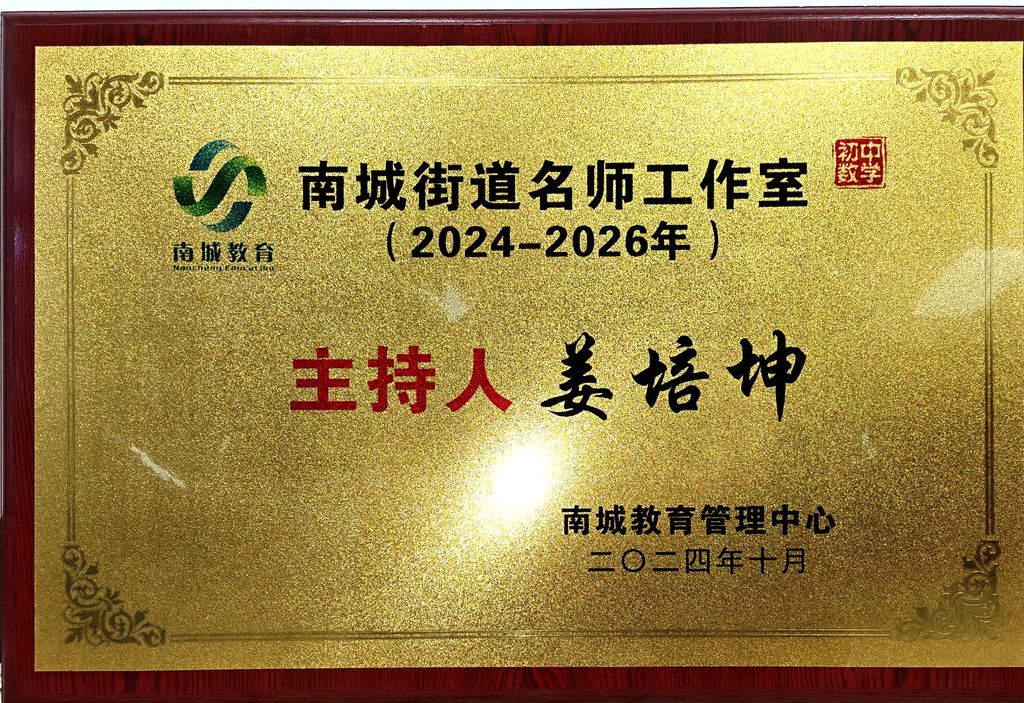 南城街道名师工作室
初中
数学
（2024-2026年）
南城教育
Nancheng Education
主持人 姜培坤
南城教育管理中心
二〇二四年十月